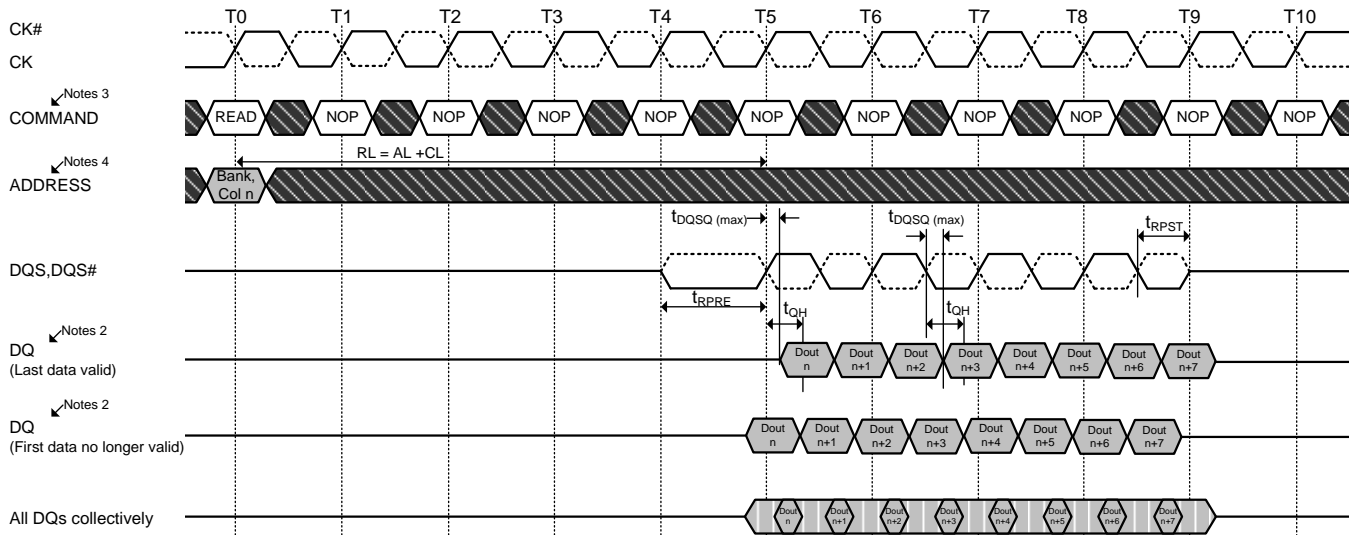 T0 T1 T2 T3 T4 T5 T6 T7 T8 T9 T10
CK#
CK
Notes 3
COMMAND
READ NOP NOP NOP NOP NOP NOP NOP NOP NOP NOP
RL = AL +CL
Notes 4
ADDRESS
Bank,
Col n
tDQSQ (max) tDQSQ (max) tRPST
DQS,DQS#
tRPRE
tQH tQH
Notes 2
DQ
(Last data valid)
Dout Dout Dout Dout Dout Dout Dout Dout
n n+1 n+2 n+3 n+4 n+5 n+6 n+7
Notes 2
DQ
(First data no longer valid)
Dout Dout Dout Dout Dout Dout Dout Dout
n n+1 n+2 n+3 n+4 n+5 n+6 n+7
All DQs collectively
Dout Dout Dout Dout Dout Dout Dout Dout
n n+1 n+2 n+3 n+4 n+5 n+6 n+7